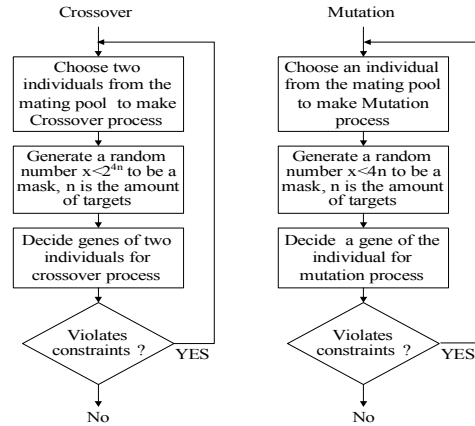 Crossover
Choose two
individuals from the
mating pool to make
Crossover process
Generate a random
number x<2^4n to be a
mask, n is the amount
of targets
Decide genes of two
individuals for
crossover process
Violates
constraints ?
YES
No
Mutation
Choose an individual
from the mating pool
to make Mutation
process
Generate a random
number x<4n to be a
mask, n is the amount
of targets
Decide a gene of the
individual for
mutation process
Violates
constraints ?
YES
No